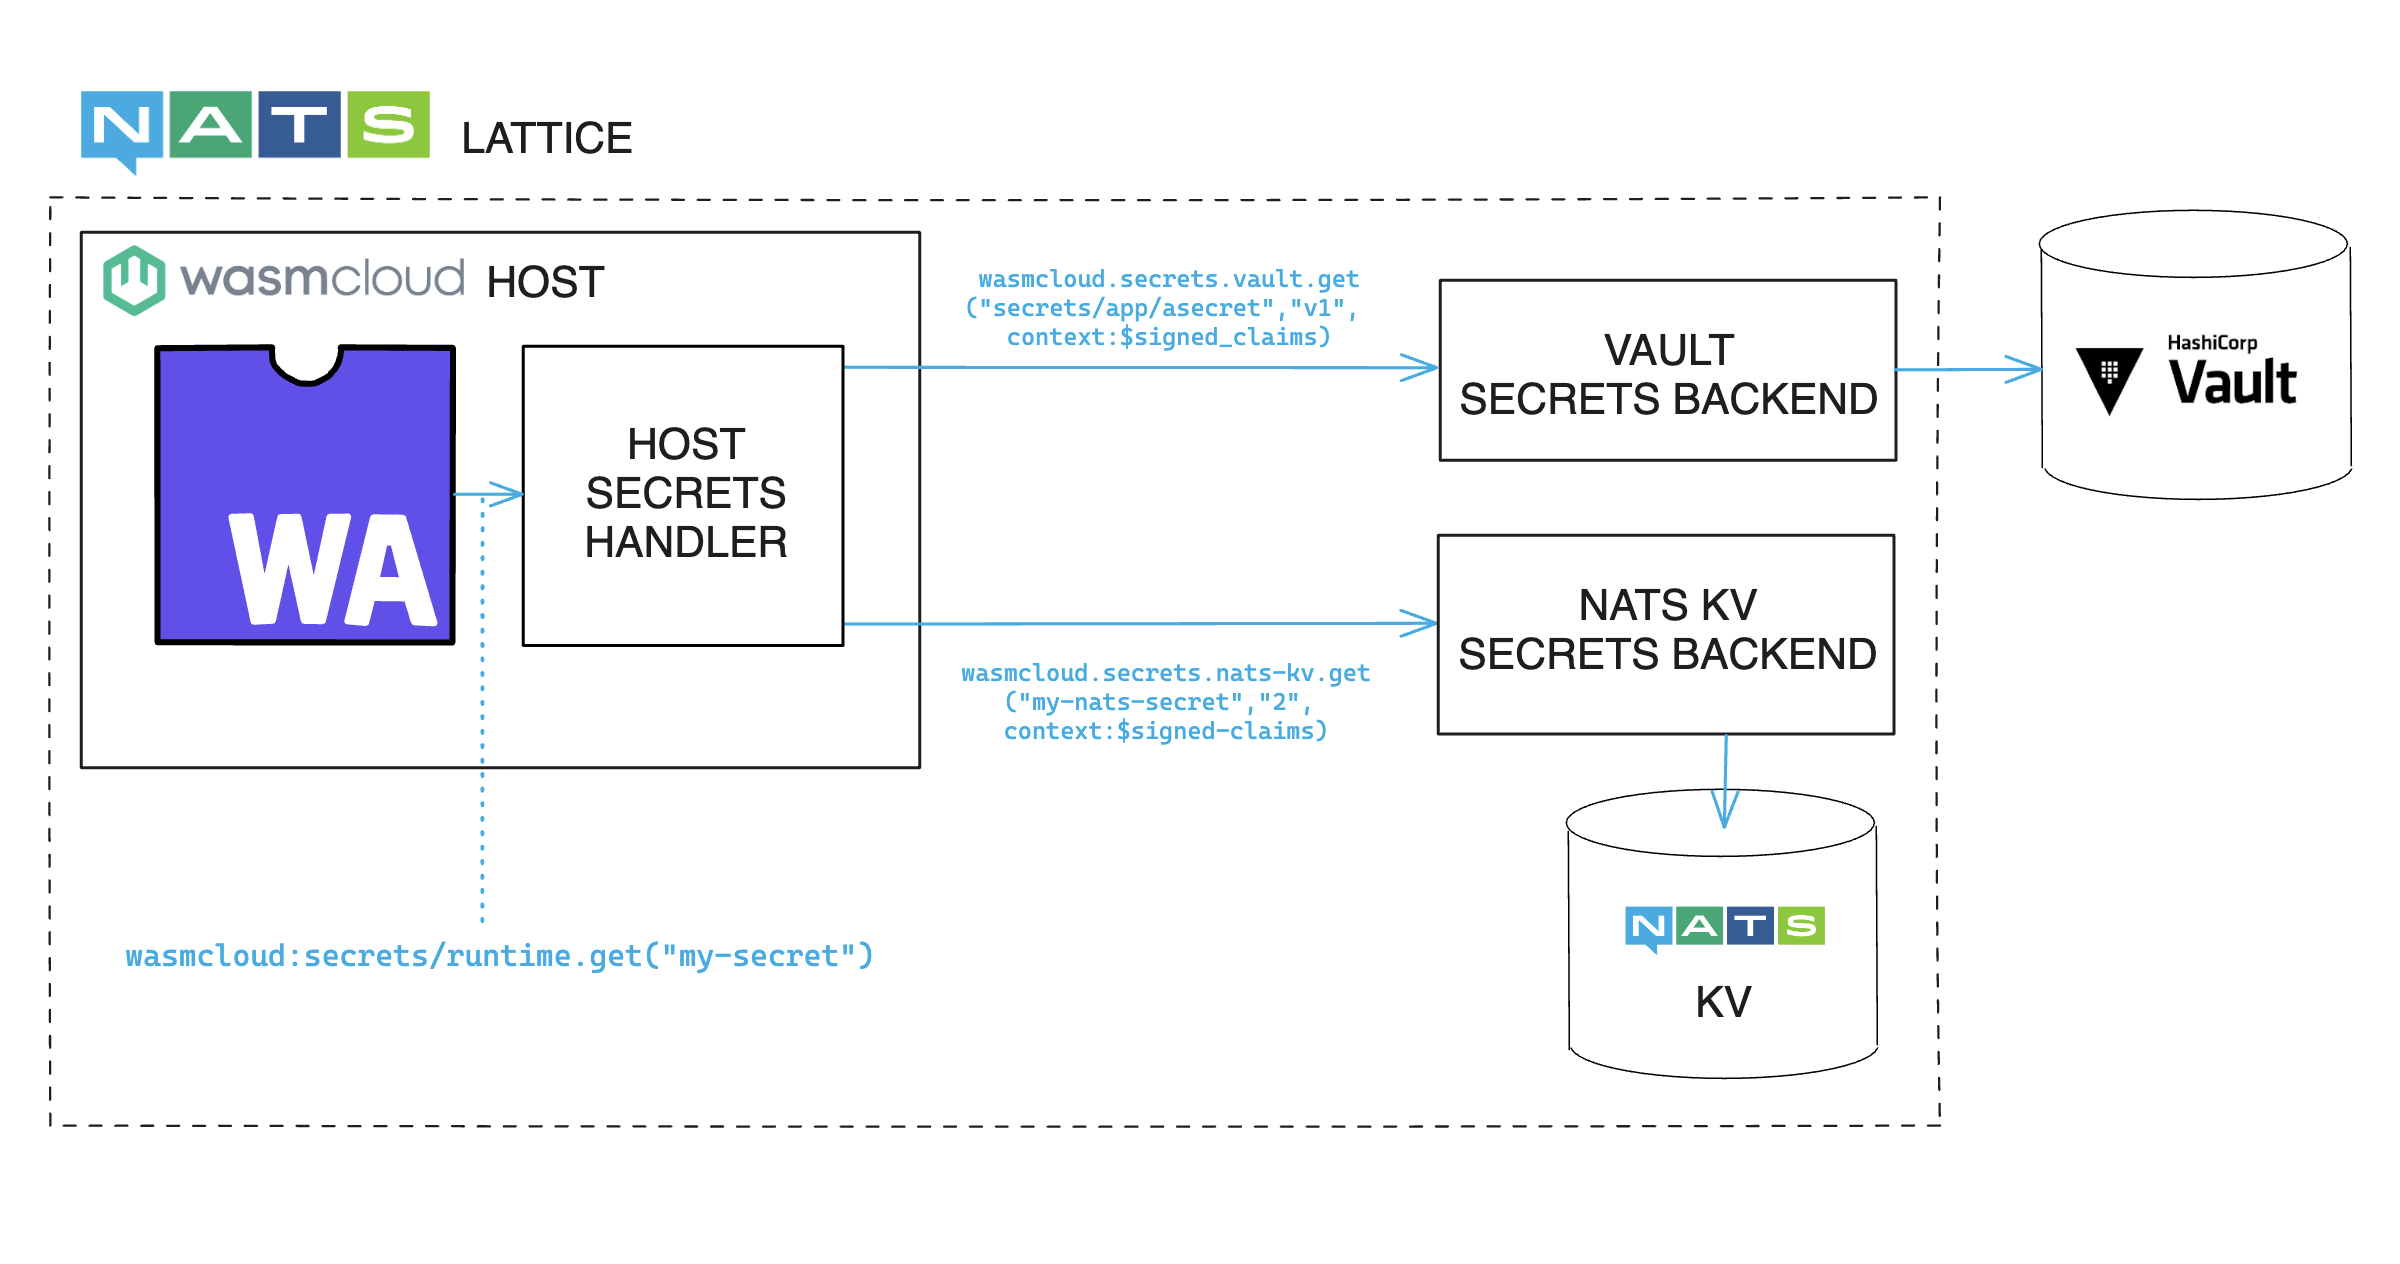 NATS LATTICE
wasmcloud HOST
WA
HOST
SECRETS
HANDLER
wasmcloud:secrets/runtime.get("my-secret")
wasmcloud.secrets.vault.get
("secrets/app/asecret","v1",
context:$signed_claims)
VAULT
SECRETS BACKEND
HashiCorp
Vault
wasmcloud.secrets.nats-kv.get
("my-nats-secret","2",
context:$signed-claims)
NATS KV
SECRETS BACKEND
NATS
KV